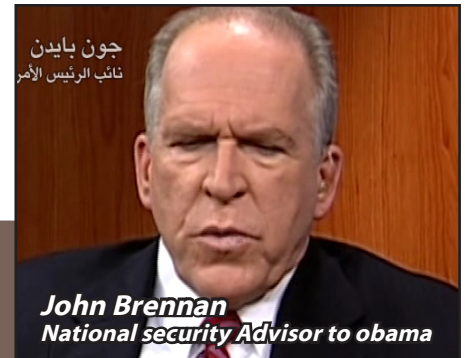 جون بايدن
نائب الرئيس الأمر
John Brennan
National security Advisor to obama